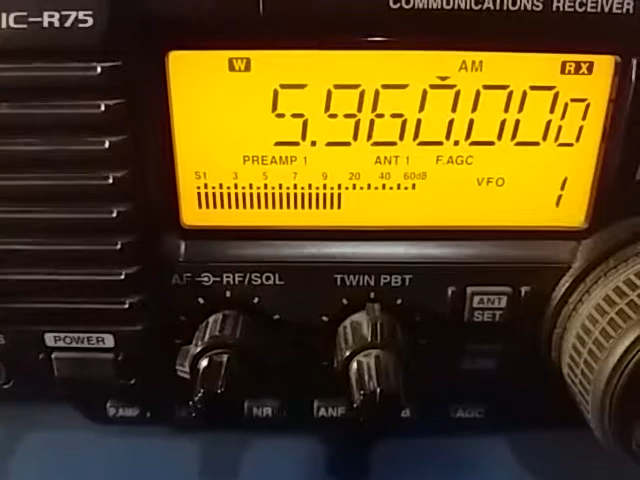 IC-R75
COMMUNICATIONS RECEIVER
W AM RX
5.960.000
PREAMP 1 ANT 1 F.AGC
S1 3 5 7 9 20 40 60dB
VFO 1
AF RF/SQL TWIN PBT
ANT
SET
POWER
P.AMP NR ANF AGC